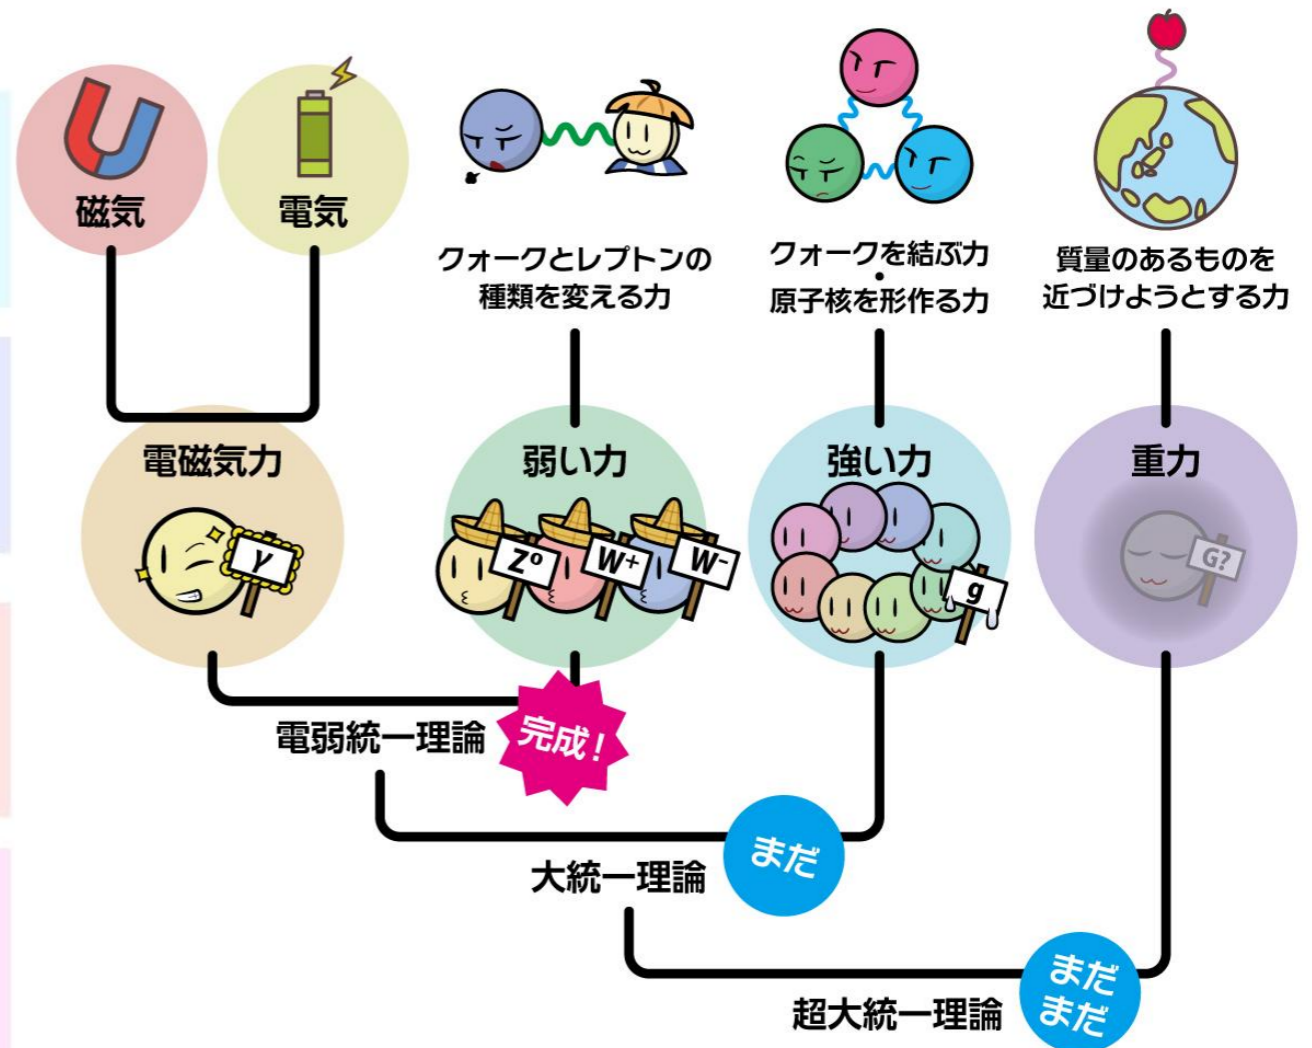 磁気
電気
クォークとレプトンの
種類を変える力
クォークを結ぶ力
・
原子核を形作る力
質量のあるものを
近づけようとする力
電磁気力
γ
弱い力
Z⁰
W⁺
W⁻
強い力
g
重力
G?
電弱統一理論
完成!
大統一理論
まだ
超大統一理論
まだ
まだ